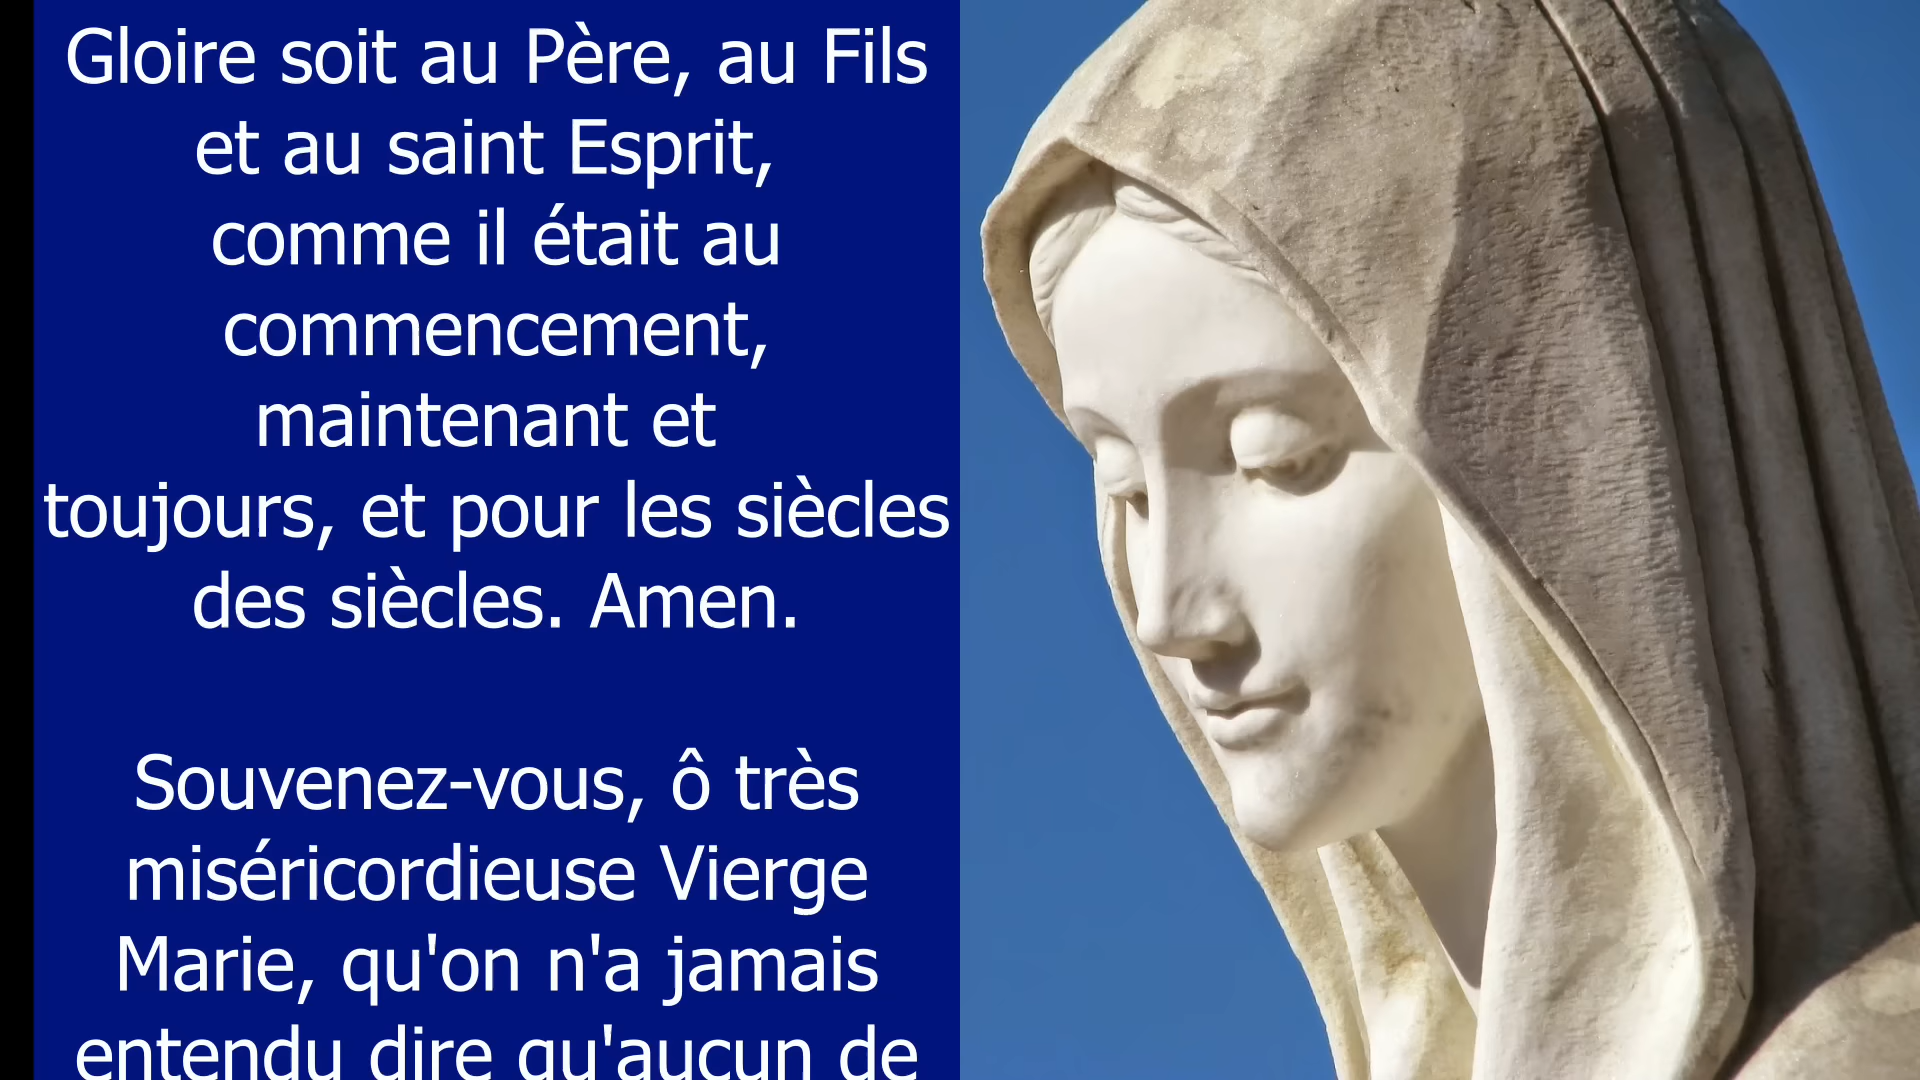 Gloire soit au Père, au Fils
et au saint Esprit,
comme il était au
commencement,
maintenant et
toujours, et pour les siècles
des siècles. Amen.
Souvenez-vous, ô très
miséricordieuse Vierge
Marie, qu'on n'a jamais
entendu dire qu'aucun de